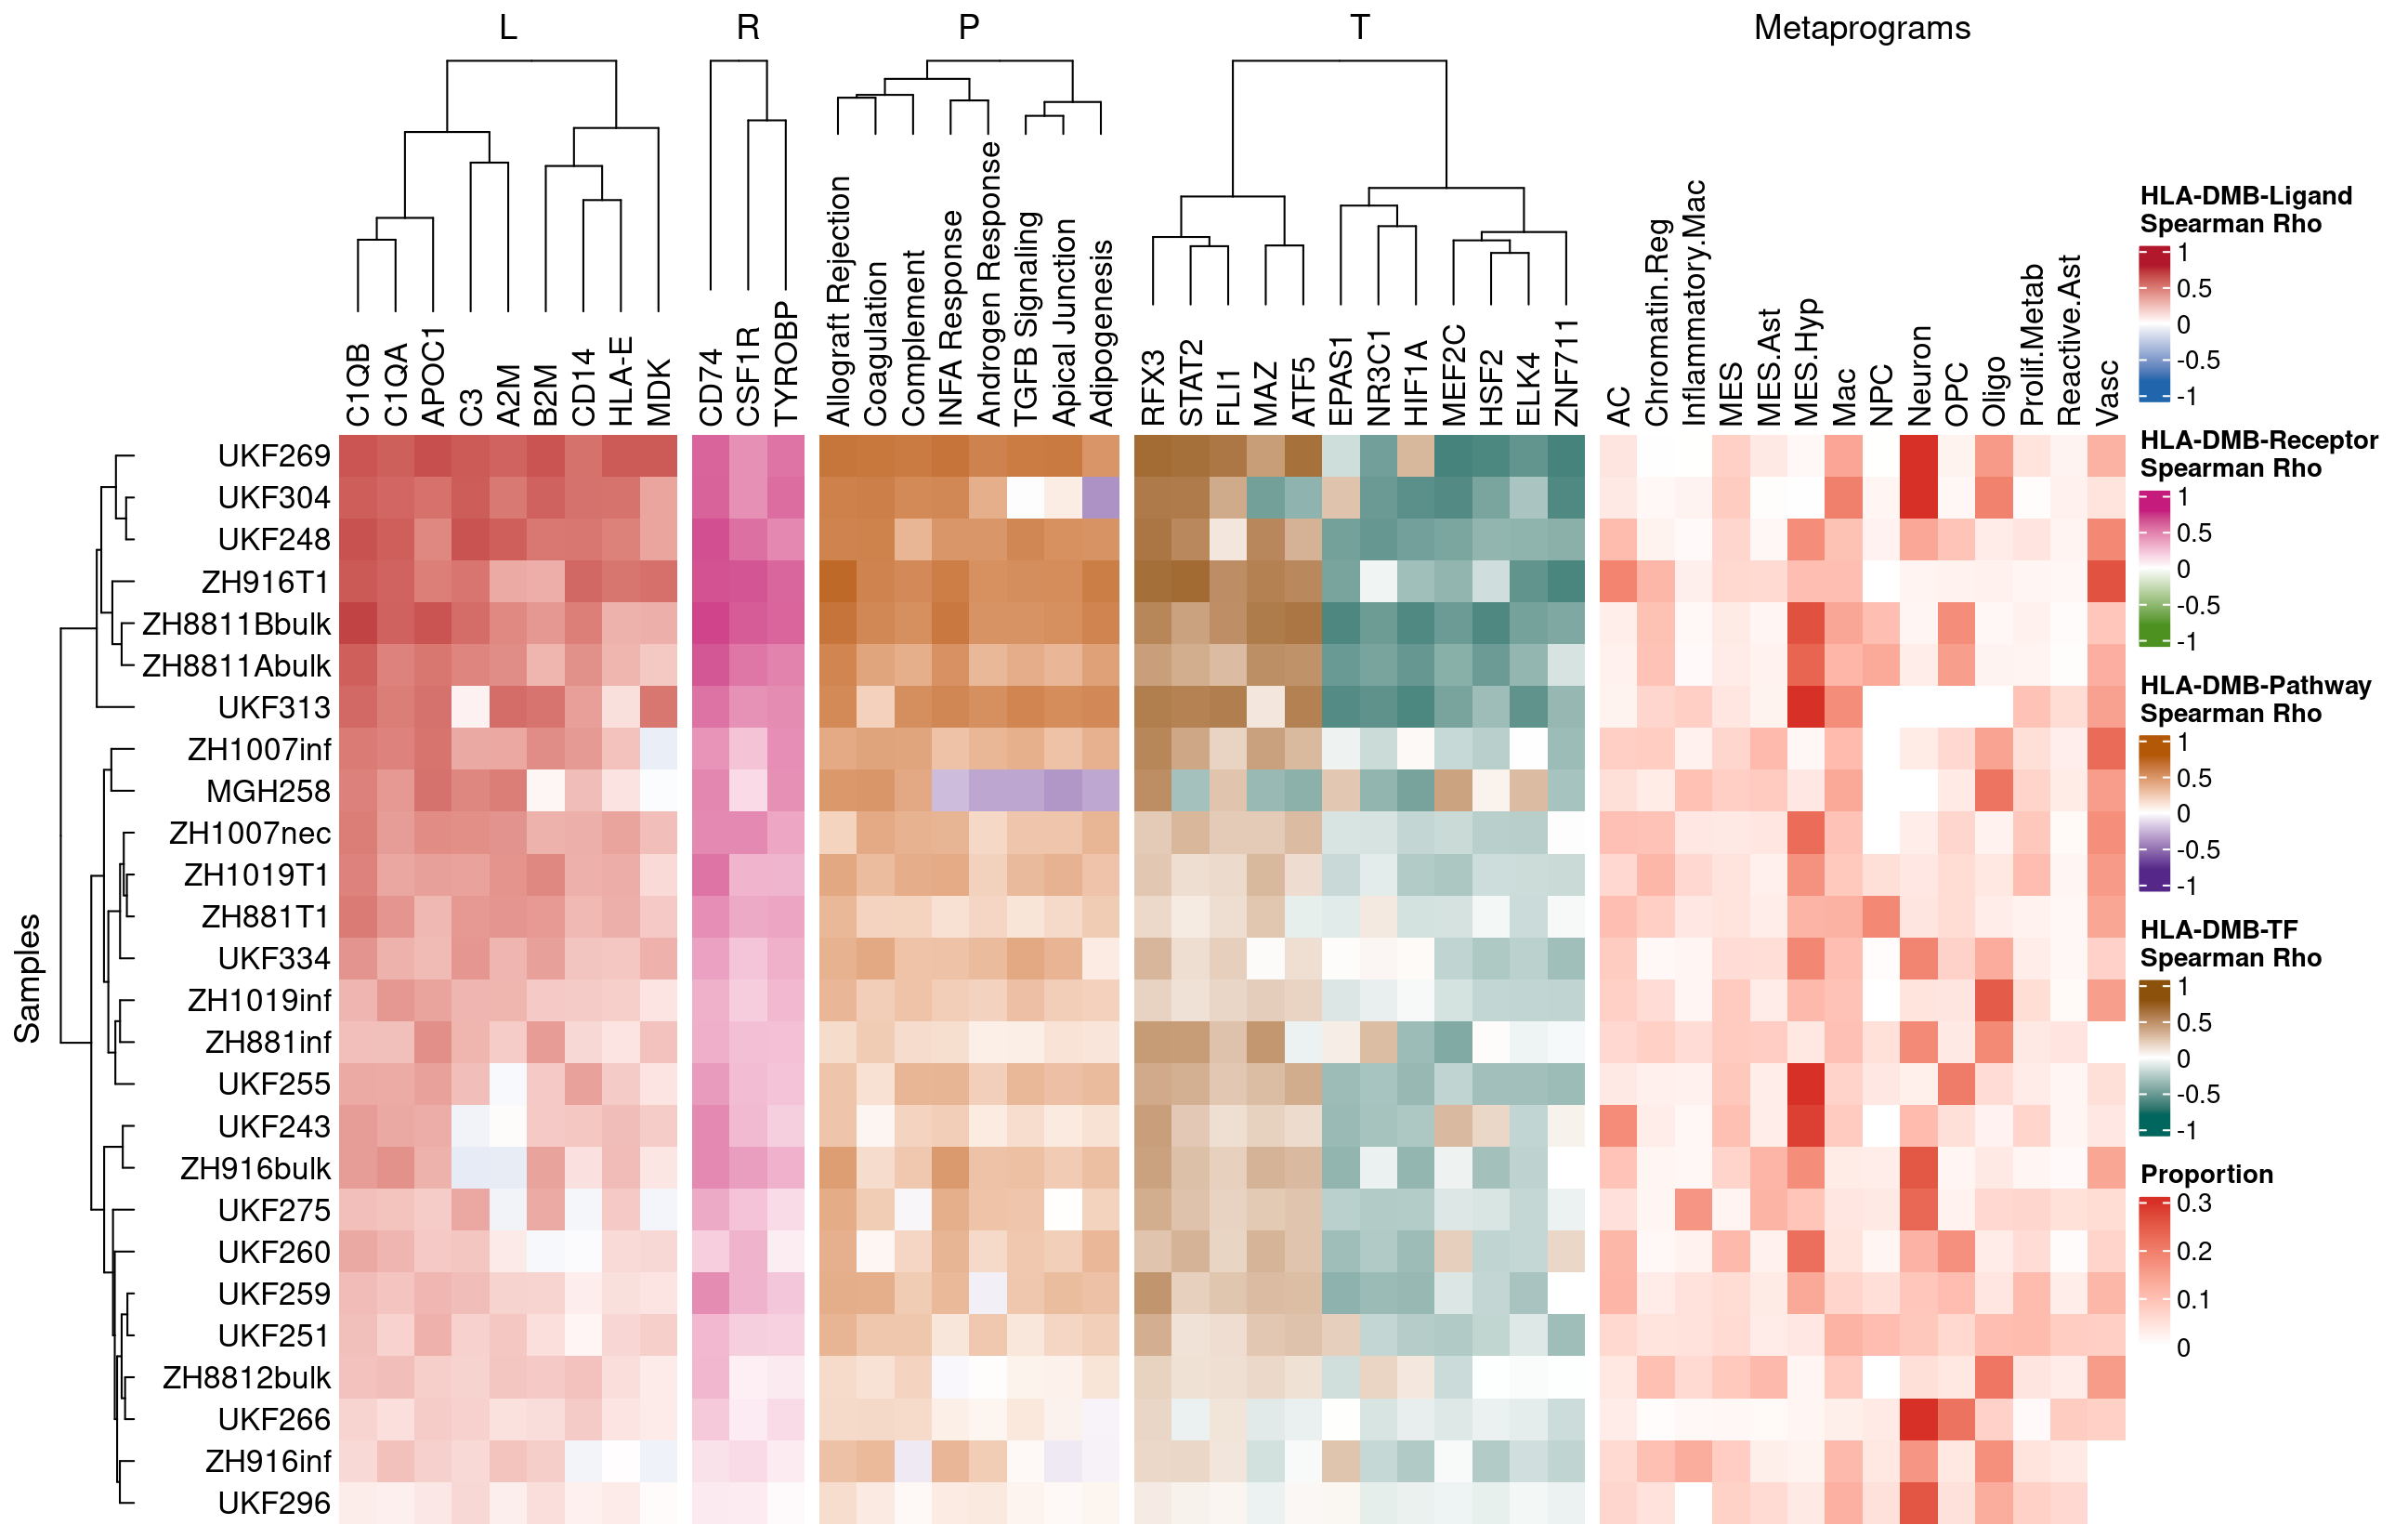 L R P T Metaprograms
C1QB C1QA APOC1 C3 A2M B2M CD14 HLA-E MDK
CD74 CSF1R TYROBP
Allograft Rejection
Coagulation
Complement
INFA Response
Androgen Response
TGFB Signaling
Apical Junction
Adipogenesis
RFX3 STAT2 FLI1 MAZ ATF5 EPAS1 NR3C1 HIF1A MEF2C HSF2 ELK4 ZNF711
AC
Chromatin.Reg
Inflammatory.Mac
MES
MES.Ast
MES.Hyp
Mac
NPC
Neuron
OPC
Oligo
Prolif.Metab
Reactive.Ast
Vasc
Samples
UKF269
UKF304
UKF248
ZH916T1
ZH8811Bbulk
ZH8811Abulk
UKF313
ZH1007inf
MGH258
ZH1007nec
ZH1019T1
ZH881T1
UKF334
ZH1019inf
ZH881inf
UKF255
UKF243
ZH916bulk
UKF275
UKF260
UKF259
UKF251
ZH8812bulk
UKF266
ZH916inf
UKF296
HLA-DMB-Ligand
Spearman Rho
1
0.5
0
-0.5
-1
HLA-DMB-Receptor
Spearman Rho
1
0.5
0
-0.5
-1
HLA-DMB-Pathway
Spearman Rho
1
0.5
0
-0.5
-1
HLA-DMB-TF
Spearman Rho
1
0.5
0
-0.5
-1
Proportion
0.3
0.2
0.1
0